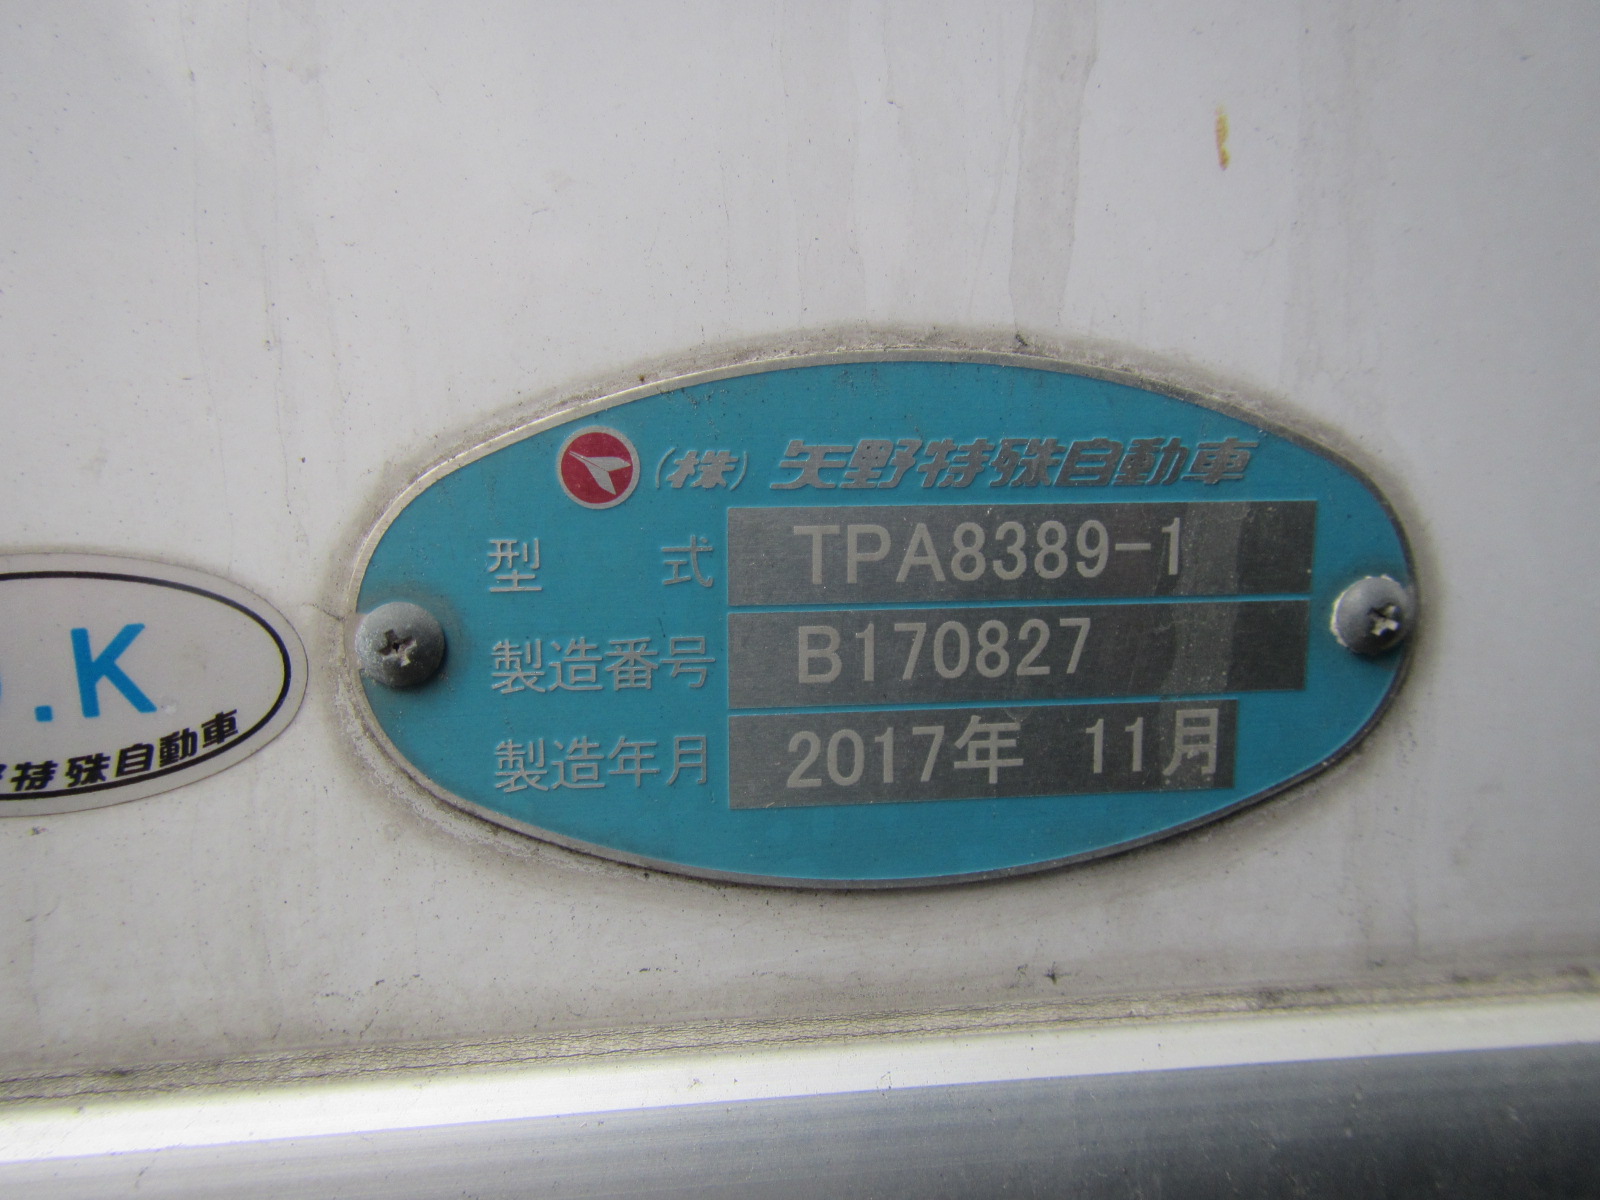 (株) 矢野特殊自動車
型 式 TPA8389-1
製造番号 B170827
製造年月 2017年 11月
.K
特殊自動車